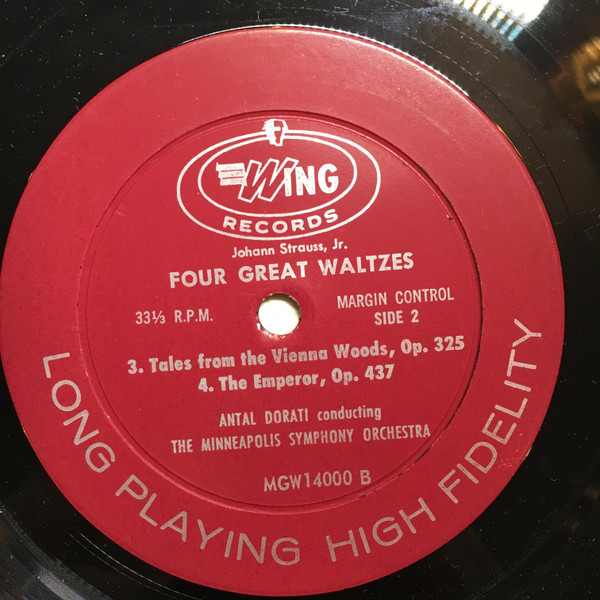 WING
RECORDS
Johann Strauss, Jr.
FOUR GREAT WALTZES
33⅓ R.P.M.
MARGIN CONTROL
SIDE 2
3. Tales from the Vienna Woods, Op. 325
4. The Emperor, Op. 437
ANTAL DORATI conducting
THE MINNEAPOLIS SYMPHONY ORCHESTRA
MGW14000 B
LONG PLAYING HIGH FIDELITY